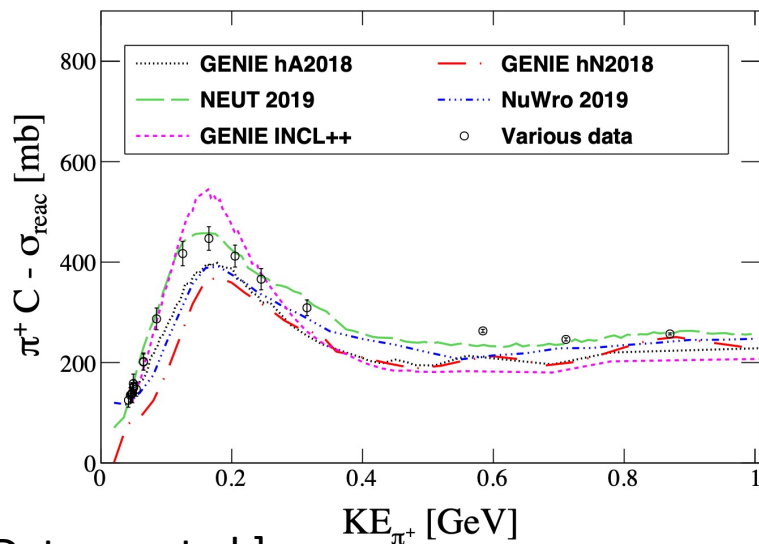 800
600
400
200
0
π⁺ C - σ_reac [mb]
GENIE hA2018
GENIE hN2018
NEUT 2019
NuWro 2019
GENIE INCL++
Various data
0 0.2 0.4 0.6 0.8 1
KE_π⁺ [GeV]